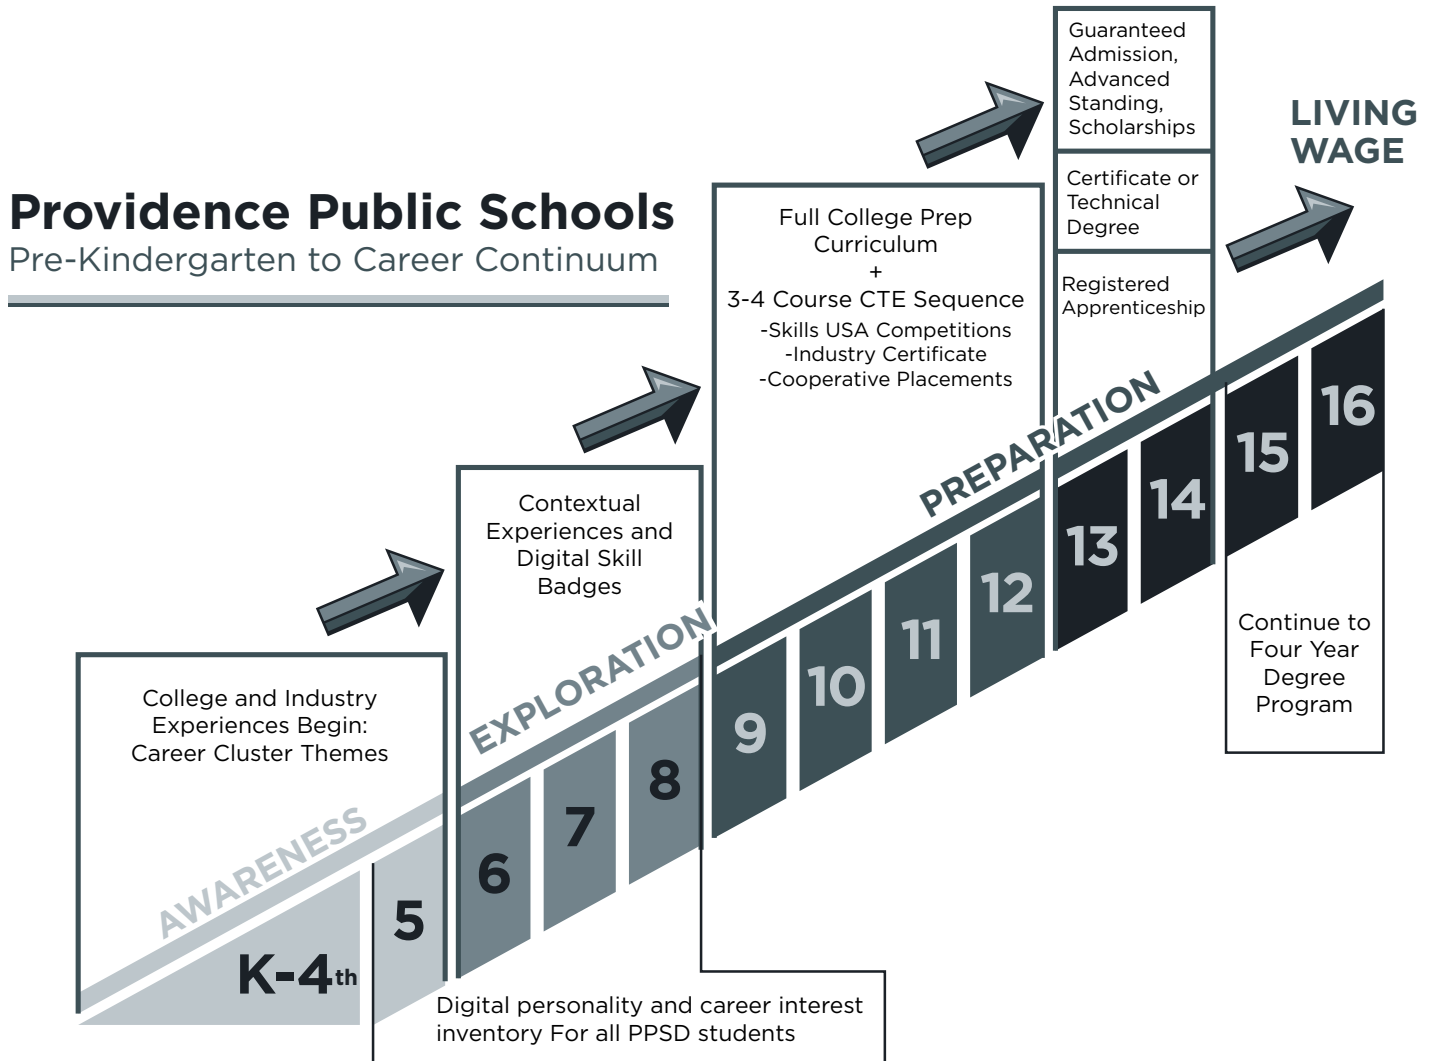 Providence Public Schools
Pre-Kindergarten to Career Continuum
Guaranteed
Admission,
Advanced
Standing,
Scholarships
Certificate or
Technical
Degree
Registered
Apprenticeship
LIVING
WAGE
Full College Prep
Curriculum
+
3-4 Course CTE Sequence
-Skills USA Competitions
-Industry Certificate
-Cooperative Placements
Contextual
Experiences and
Digital Skill
Badges
College and Industry
Experiences Begin:
Career Cluster Themes
AWARENESS
EXPLORATION
PREPARATION
K-4th
5
6
7
8
9
10
11
12
13
14
15
16
Continue to
Four Year
Degree
Program
Digital personality and career interest
inventory For all PPSD students